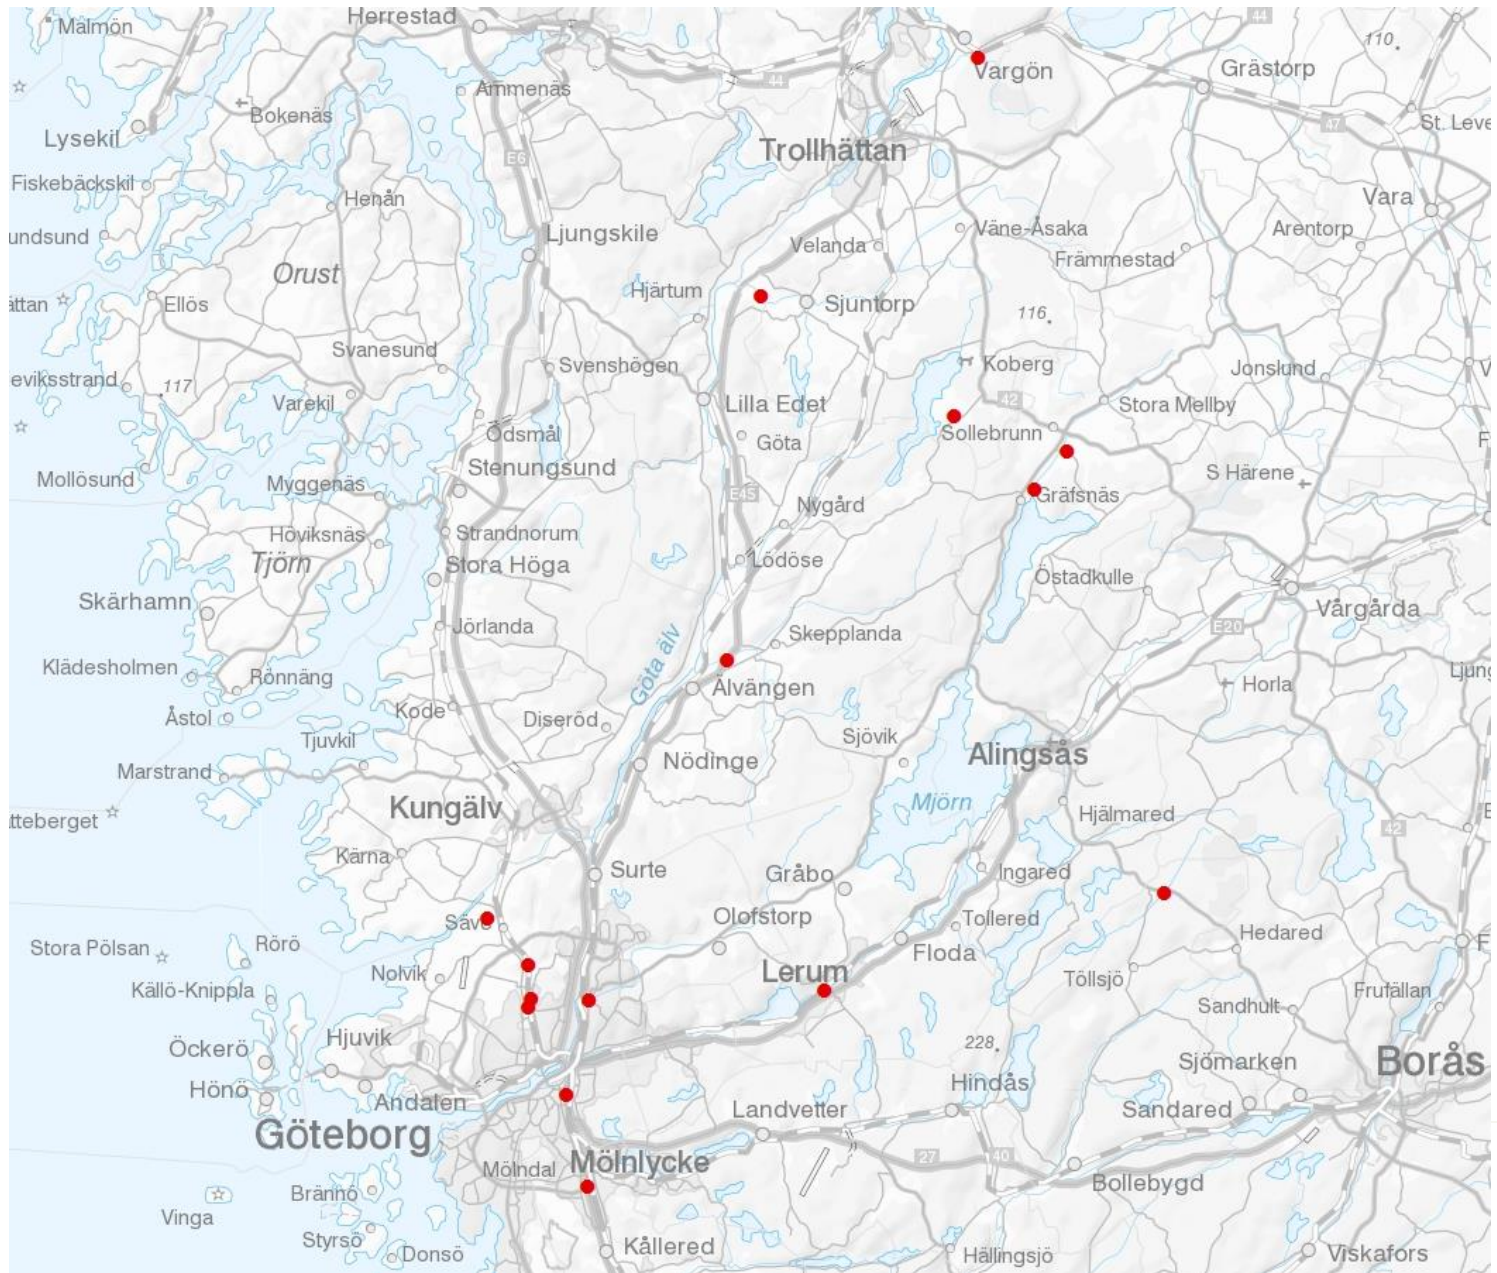 Malmön
Herrestad
44
110
Vargön
Grästorp
Ammenäs
44
Bokenäs
Lysekil
47
St. Leve
Trollhättan
E6
Fiskebäckskil
Henån
Vara
undsund
Ljungskile
Velanda
Väne-Åsaka
Arentorp
Främmestad
Orust
Hjärtum
ättan
Ellös
Sjuntorp
116
Svanesund
Svenshögen
Koberg
Jonslund
eviksstrand
117
Varekil
Lilla Edet
42
Stora Mellby
Ödsmål
Göta
Sollebrunn
Mollösund
Stenungsund
S Härene
Myggenäs
E45
Gräfsnäs
Nygård
Höviksnäs
Strandnorum
Tjörn
Stora Höga
Lödöse
Östadkulle
Skärhamn
Vårgårda
Jörlanda
E20
Skepplanda
Klädesholmen
Rönnäng
Göta älv
Älvängen
Horla
Ljung
Åstol
Kode
Diseröd
Tjuvkil
Sjövik
Marstrand
Nödinge
Alingsås
Kungälv
Mjörn
atteberget
Hjälmared
42
Kärna
Surte
Gråbo
Ingared
Säve
Olofstorp
Tollered
Hedared
Stora Pölsan
Rörö
Nolvik
Lerum
Floda
Töllsjö
Källö-Knippla
Sandhult
Frufällan
Hjuvik
228
Öckerö
Sjömarken
Borås
Hönö
Andalen
Hindås
Landvetter
Sandared
Göteborg
27
40
Mölndal
Mölnlycke
Bollebygd
Brännö
Vinga
Styrsö
Donsö
Kållered
Hällingsjö
Viskafors